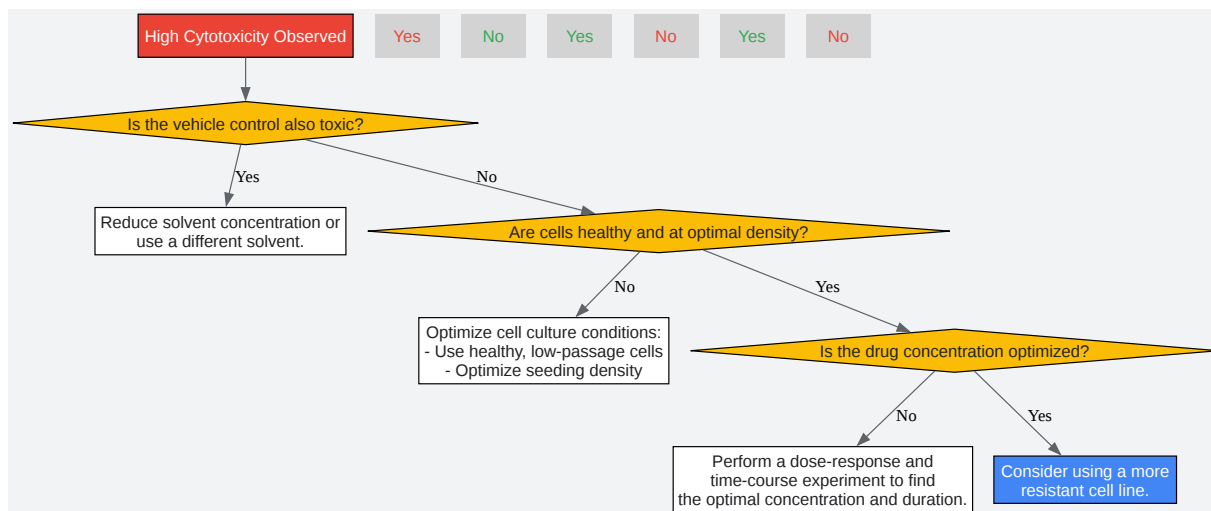 High Cytotoxicity Observed
Yes
No
Yes
No
Yes
No
Is the vehicle control also toxic?
Yes
No
Reduce solvent concentration or
use a different solvent.
Are cells healthy and at optimal density?
No
Yes
Optimize cell culture conditions:
- Use healthy, low-passage cells
- Optimize seeding density
Is the drug concentration optimized?
No
Yes
Perform a dose-response and
time-course experiment to find
the optimal concentration and duration.
Consider using a more
resistant cell line.